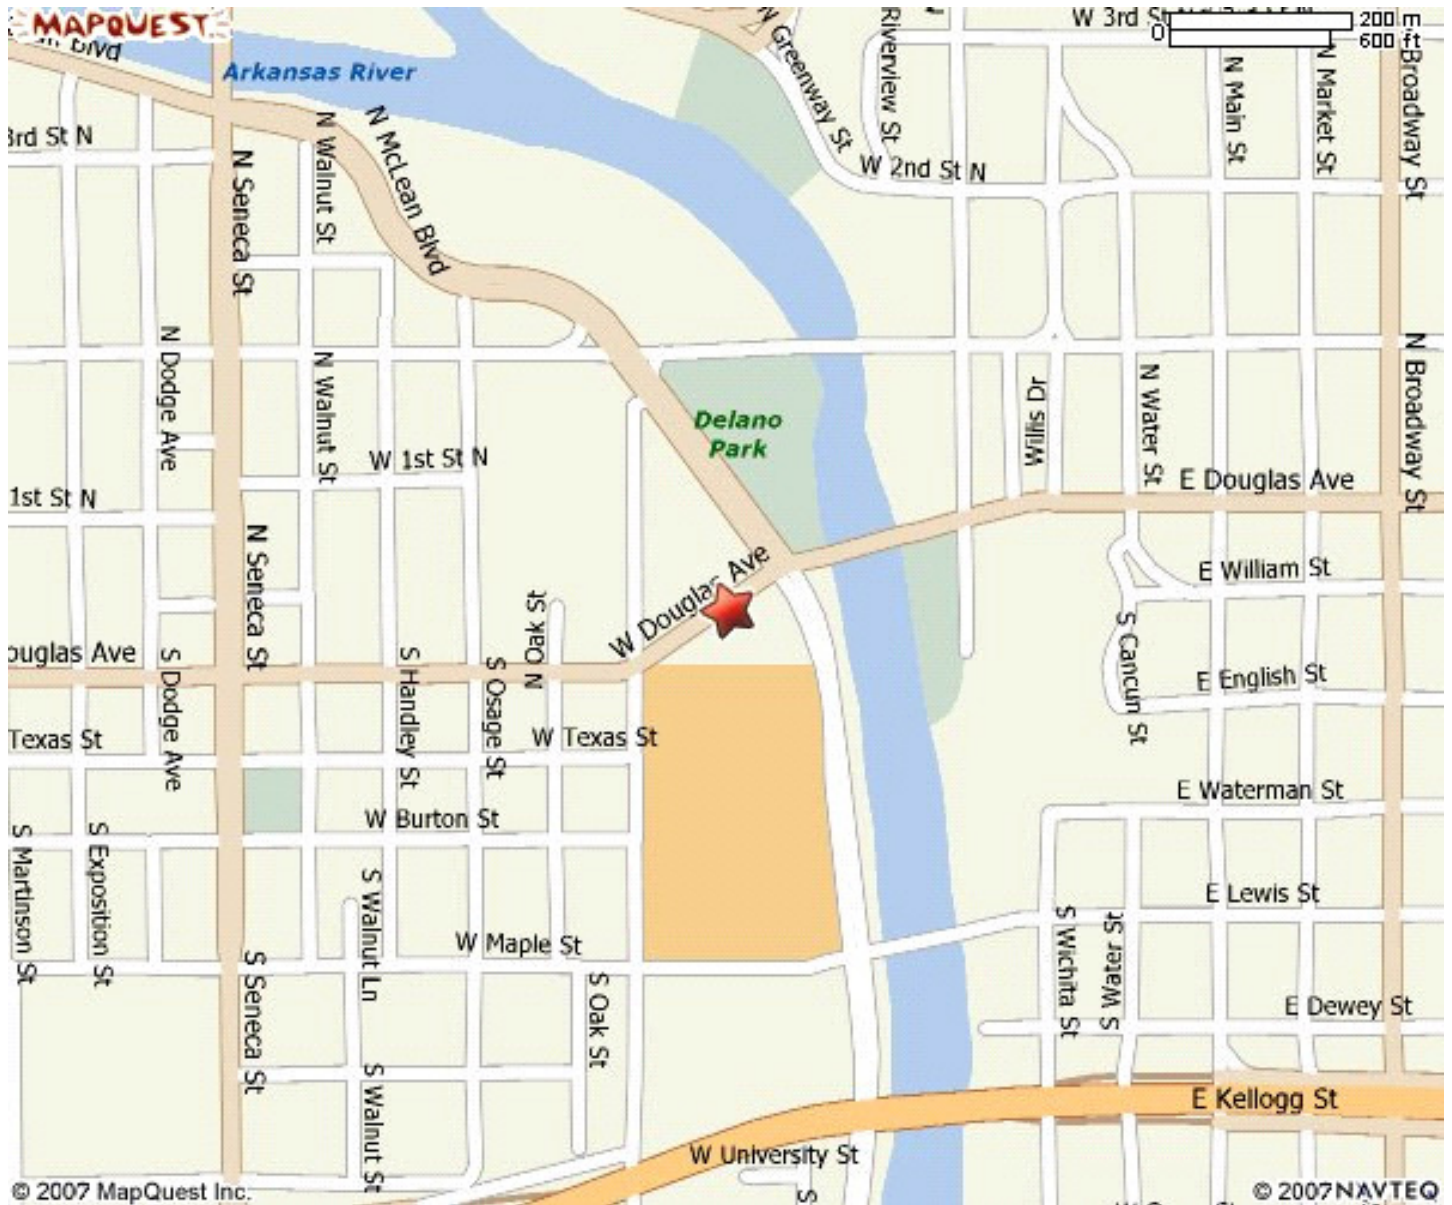 MAPQUEST
Blvd
Arkansas River
W 3rd St
200 m
0
600 ft
N Greenway St
Riverview St
N Main St
N Market St
Broadway St
3rd St N
N Walnut St
N McLean Blvd
N Seneca St
W 2nd St N
N Dodge Ave
N Walnut St
Delano
Park
Willis Dr
N Water St
N Broadway St
W 1st St N
E Douglas Ave
1st St N
N Seneca St
W Douglas Ave
E William St
N Oak St
ouglas Ave
S Dodge Ave
S Handley St
S Osage St
S Cancun St
E English St
Texas St
W Texas St
E Waterman St
W Burton St
S Martinson St
S Exposition St
S Walnut Ln
E Lewis St
W Maple St
S Wichita St
S Water St
S Seneca St
S Oak St
E Dewey St
S Walnut St
E Kellogg St
W University St
S
© 2007 MapQuest Inc.
© 2007 NAVTEQ